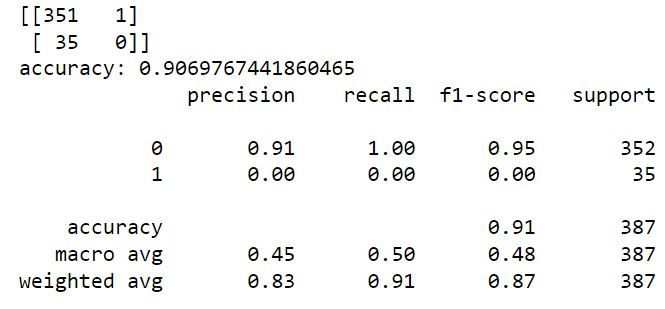 [[351   1]
 [ 35   0]]
accuracy: 0.9069767441860465
              precision    recall  f1-score   support

           0       0.91      1.00      0.95       352
           1       0.00      0.00      0.00        35

    accuracy                           0.91       387
   macro avg       0.45      0.50      0.48       387
weighted avg       0.83      0.91      0.87       387